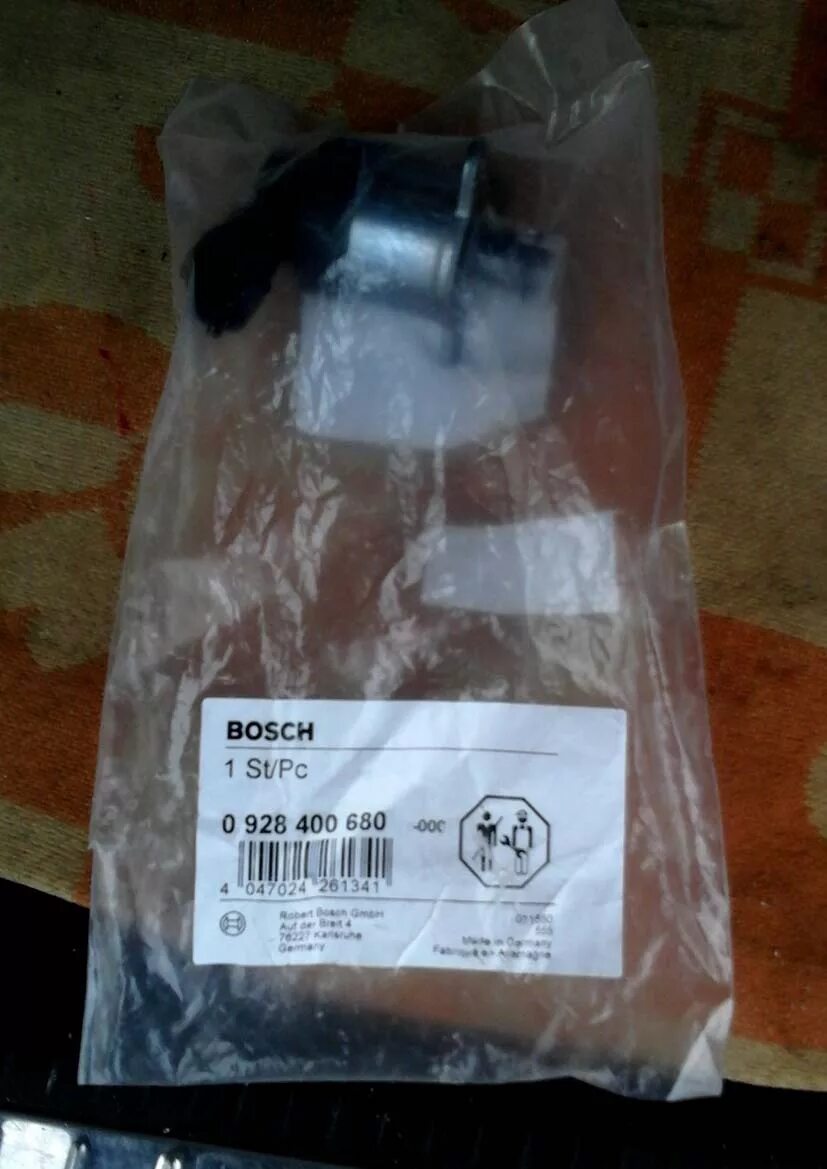 BOSCH
1 St/Pc
0 928 400 680 -000
4 047024 261341
Robert Bosch GmbH
Auf der Breit 4
76227 Karlsruhe
Germany
Made in Germany
Fabriqué en Allemagne